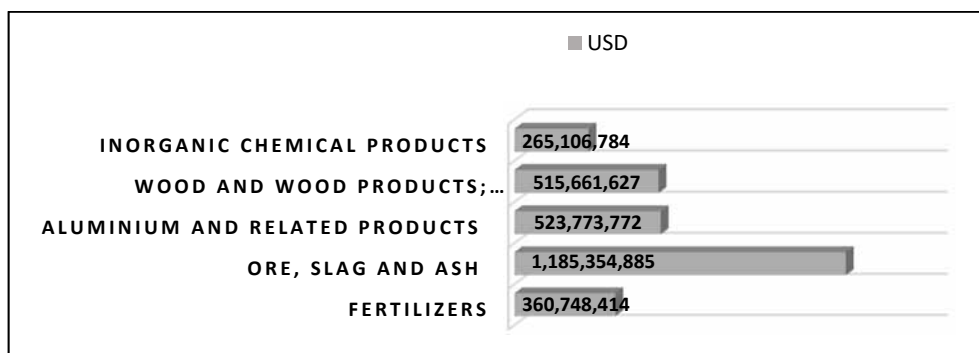 USD
INORGANIC CHEMICAL PRODUCTS 265,106,784
WOOD AND WOOD PRODUCTS;... 515,661,627
ALUMINIUM AND RELATED PRODUCTS 523,773,772
ORE, SLAG AND ASH 1,185,354,885
FERTILIZERS 360,748,414